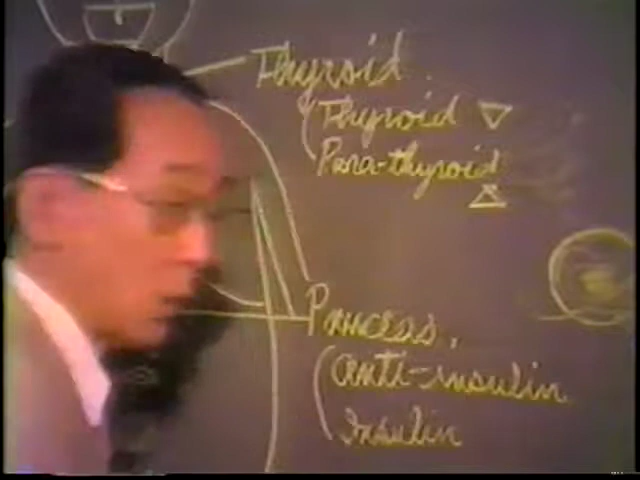 Thyroid.
Thyroid ▽
Para-thyroid
△
Pancreas.
anti-insulin
Insulin